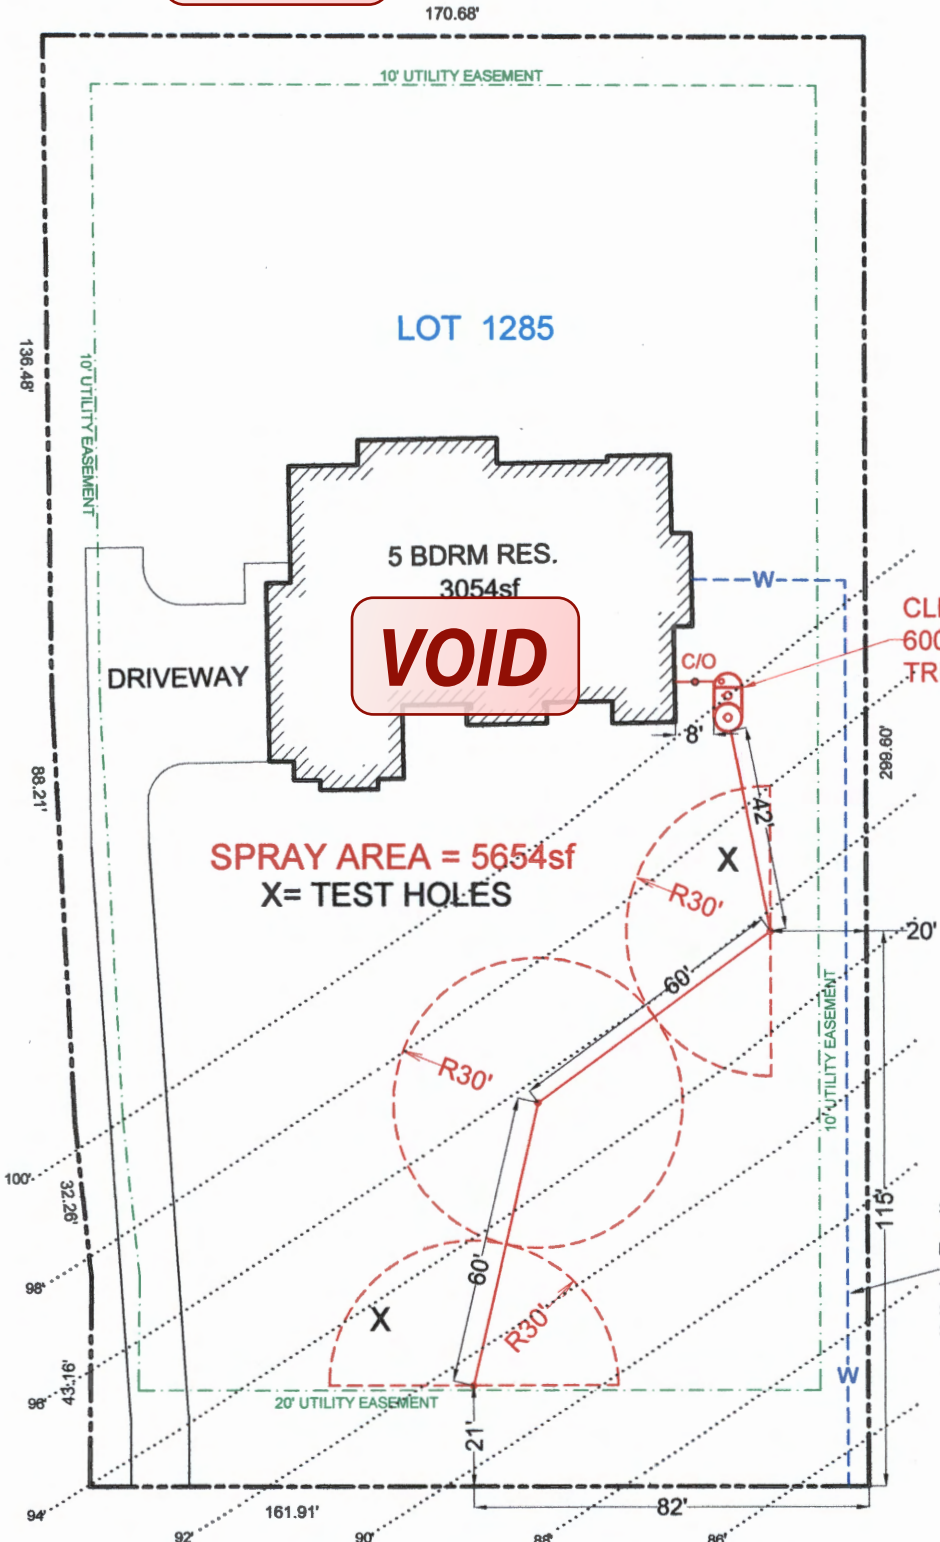 170.68'
10' UTILITY EASEMENT
LOT 1285
136.48'
10' UTILITY EASEMENT
5 BDRM RES.
3054sf
W
VOID
C/O
DRIVEWAY
8'
299.60'
88.21'
42'
SPRAY AREA = 5654sf
X
X= TEST HOLES
R30'
20'
60'
10' UTILITY EASEMENT
R30'
100'
32.26'
115'
60'
98'
X
R30'
W
43.16'
96'
20' UTILITY EASEMENT
21'
82'
94'
161.91'
92'
90'
88'
86'